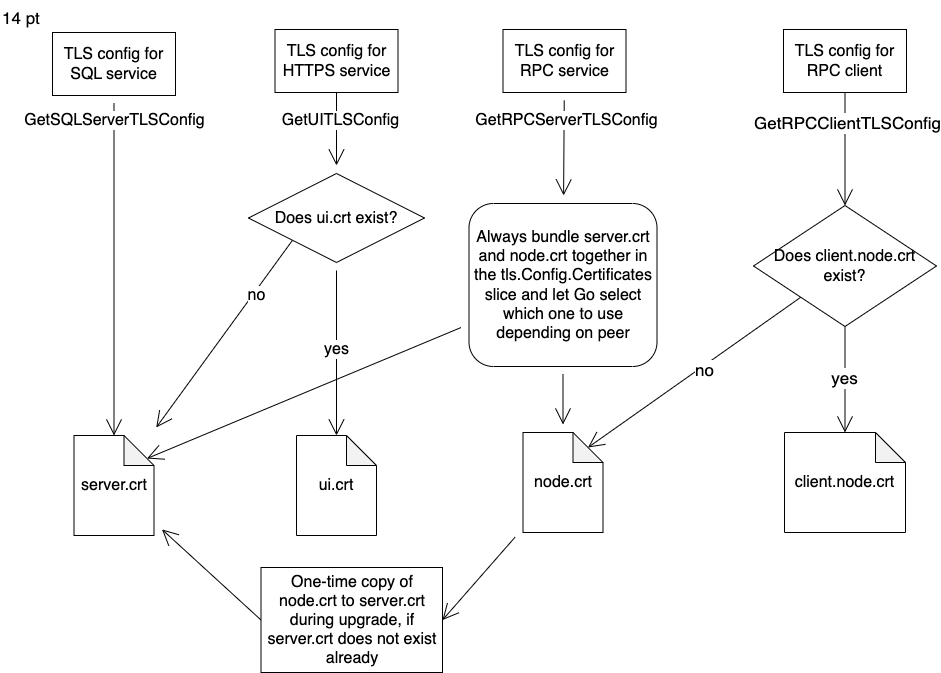 14 pt
TLS config for
SQL service
TLS config for
HTTPS service
TLS config for
RPC service
TLS config for
RPC client
GetSQLServerTLSConfig
GetUITLSConfig
GetRPCServerTLSConfig
GetRPCClientTLSConfig
Does ui.crt exist?
Always bundle server.crt
and node.crt together in
the tls.Config.Certificates
slice and let Go select
which one to use
depending on peer
Does client.node.crt
exist?
no
yes
no
yes
server.crt
ui.crt
node.crt
client.node.crt
One-time copy of
node.crt to server.crt
during upgrade, if
server.crt does not exist
already